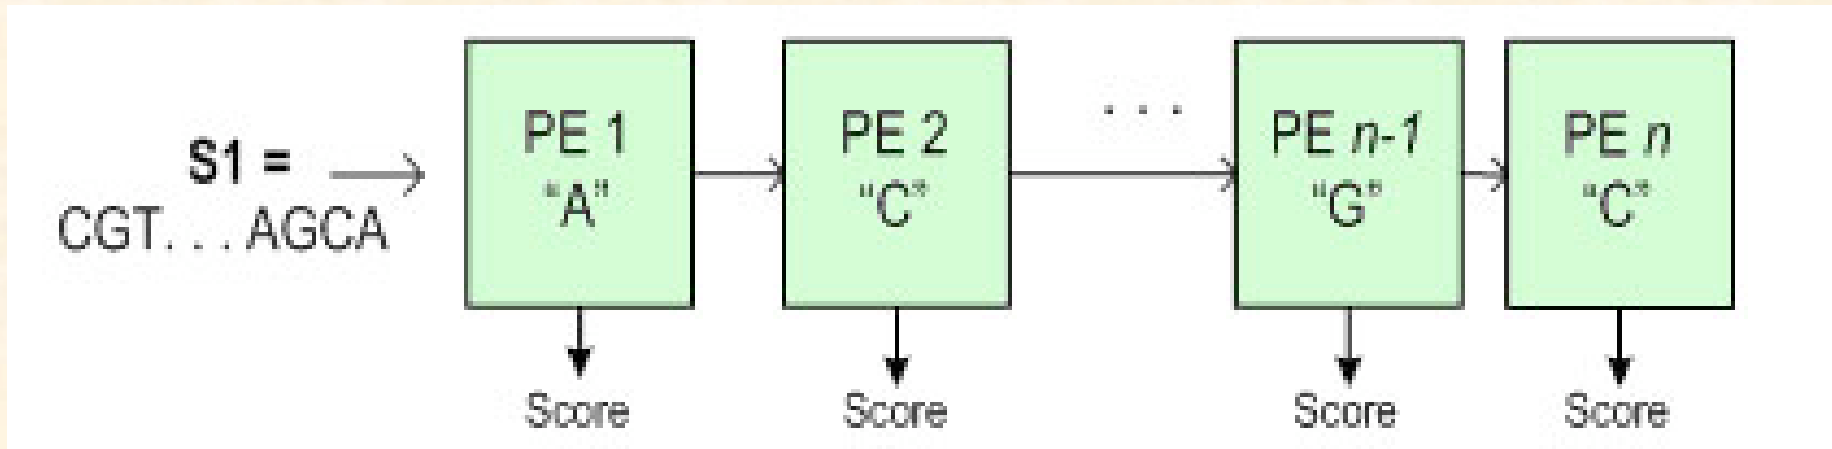 S1 =
CGT. . . AGCA
PE 1
“A”
Score
PE 2
“C”
Score
. . .
PE n-1
“G”
Score
PE n
“C”
Score